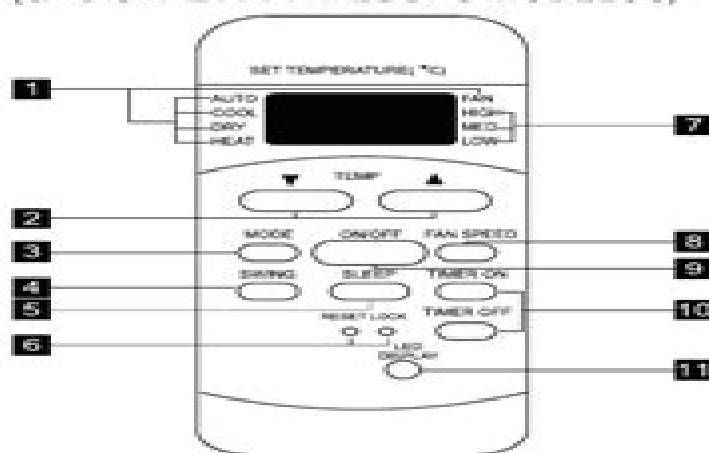 SET TEMPERATURE( °C)
1
AUTO FAN
COOL HIGH
DRY MED 7
HEAT LOW
▼ TEMP ▲
2
MODE ON/OFF FAN SPEED
3 8
9
SWING SLEEP TIMER ON
4
5 10
RESET LOCK TIMER OFF
6
LED
DISPLAY
11